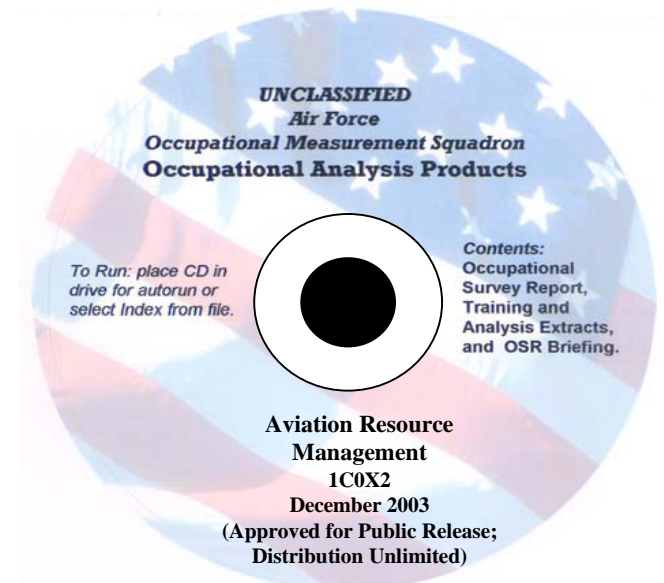 UNCLASSIFIED
Air Force
Occupational Measurement Squadron
Occupational Analysis Products
To Run: place CD in
drive for autorun or
select Index from file.
Contents:
Occupational
Survey Report,
Training and
Analysis Extracts,
and OSR Briefing.
Aviation Resource
Management
1C0X2
December 2003
(Approved for Public Release;
Distribution Unlimited)